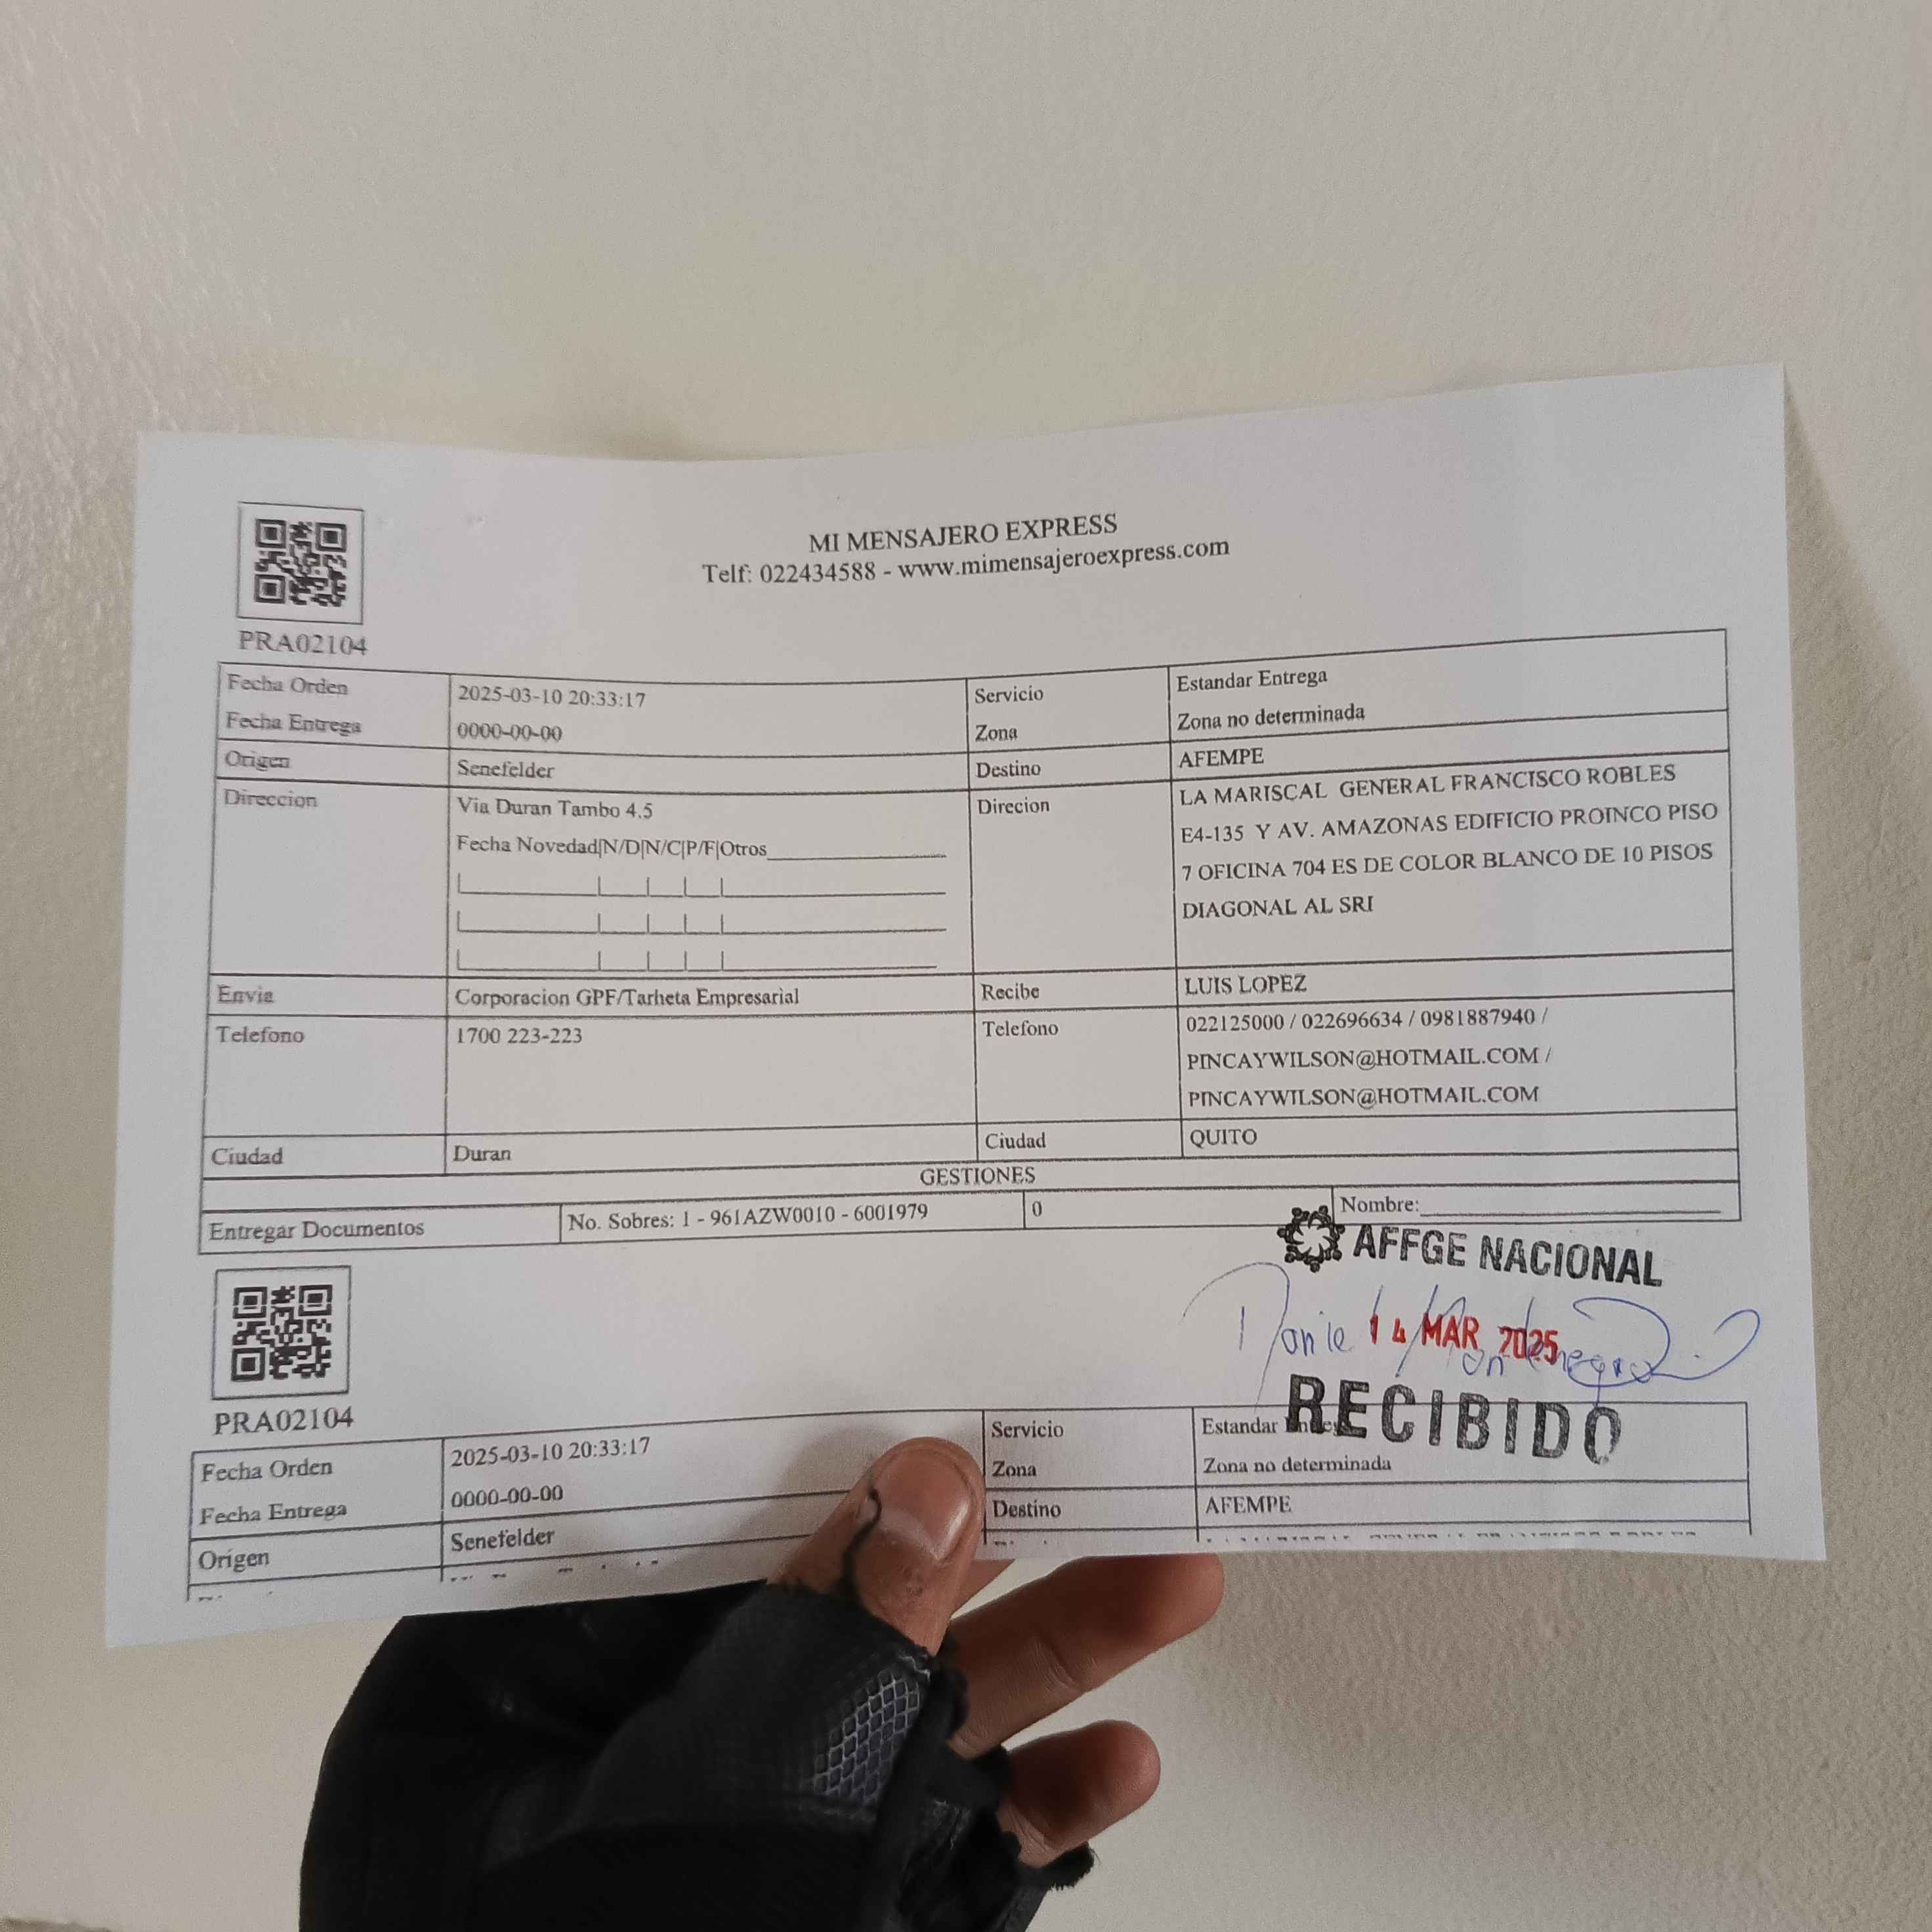 MI MENSAJERO EXPRESS
Telf: 022434588 - www.mimensajeroexpress.com
PRA02104
Fecha Orden 2025-03-10 20:33:17 Servicio Estandar Entrega
Fecha Entrega 0000-00-00 Zona Zona no determinada
Origen Senefelder Destino AFEMPE
Direccion Via Duran Tambo 4.5 Direcion LA MARISCAL GENERAL FRANCISCO ROBLES
Fecha Novedad|N/D|N/C|P/F|Otros E4-135 Y AV. AMAZONAS EDIFICIO PROINCO PISO
7 OFICINA 704 ES DE COLOR BLANCO DE 10 PISOS
DIAGONAL AL SRI
Envia Corporacion GPF/Tarheta Empresarial Recibe LUIS LOPEZ
Telefono 1700 223-223 Telefono 022125000 / 022696634 / 0981887940 /
PINCAYWILSON@HOTMAIL.COM /
PINCAYWILSON@HOTMAIL.COM
Ciudad Duran Ciudad QUITO
GESTIONES
Entregar Documentos No. Sobres: 1 - 961AZW0010 - 6001979 0 Nombre:
AFFGE NACIONAL
14 MAR 2025
RECIBIDO
PRA02104
Fecha Orden 2025-03-10 20:33:17 Servicio Estandar
Fecha Entrega 0000-00-00 Zona Zona no determinada
Origen Senefelder Destino AFEMPE